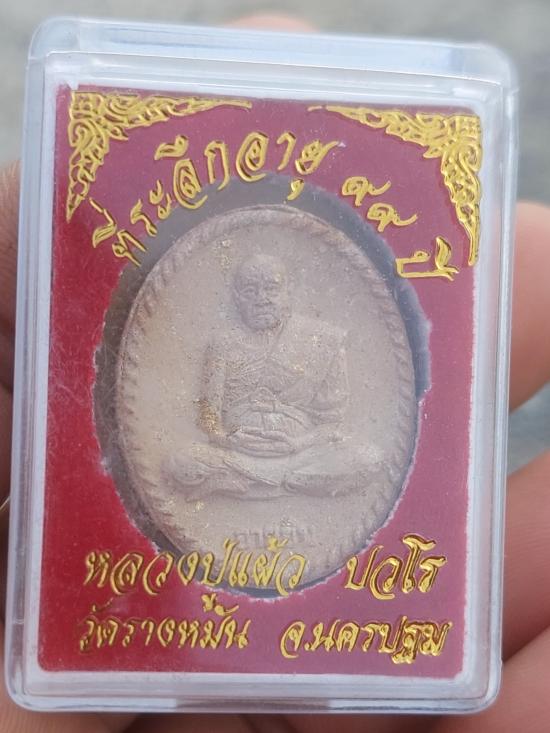 ที่ระลึกอายุ ๙๙ ปี
หลวงปู่แผ้ว ปวโร
วัดรางหมัน จ.นครปฐม